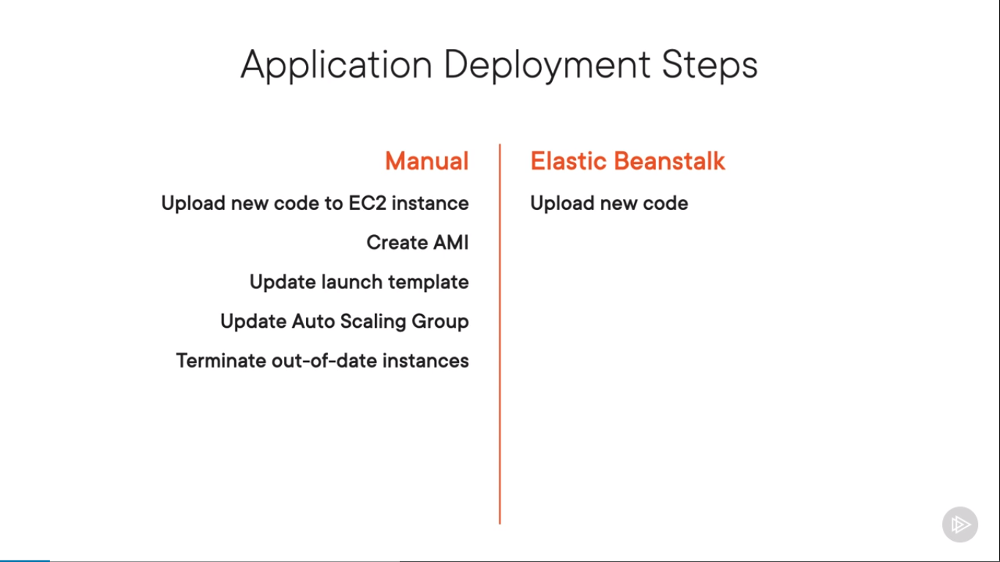 Application Deployment Steps
Manual
Upload new code to EC2 instance
Create AMI
Update launch template
Update Auto Scaling Group
Terminate out-of-date instances
Elastic Beanstalk
Upload new code